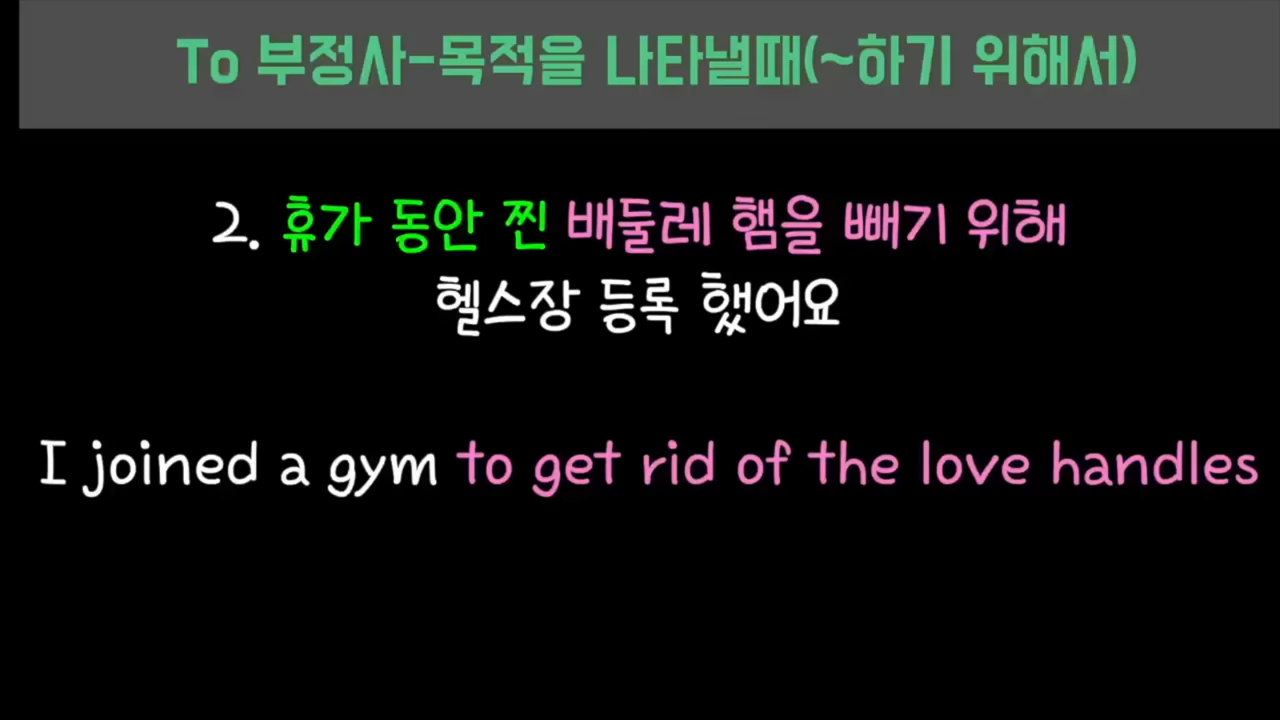 To 부정사-목적을 나타낼때(~하기 위해서)
2. 휴가 동안 찐 배둘레 햄을 빼기 위해
헬스장 등록 했어요
I joined a gym to get rid of the love handles